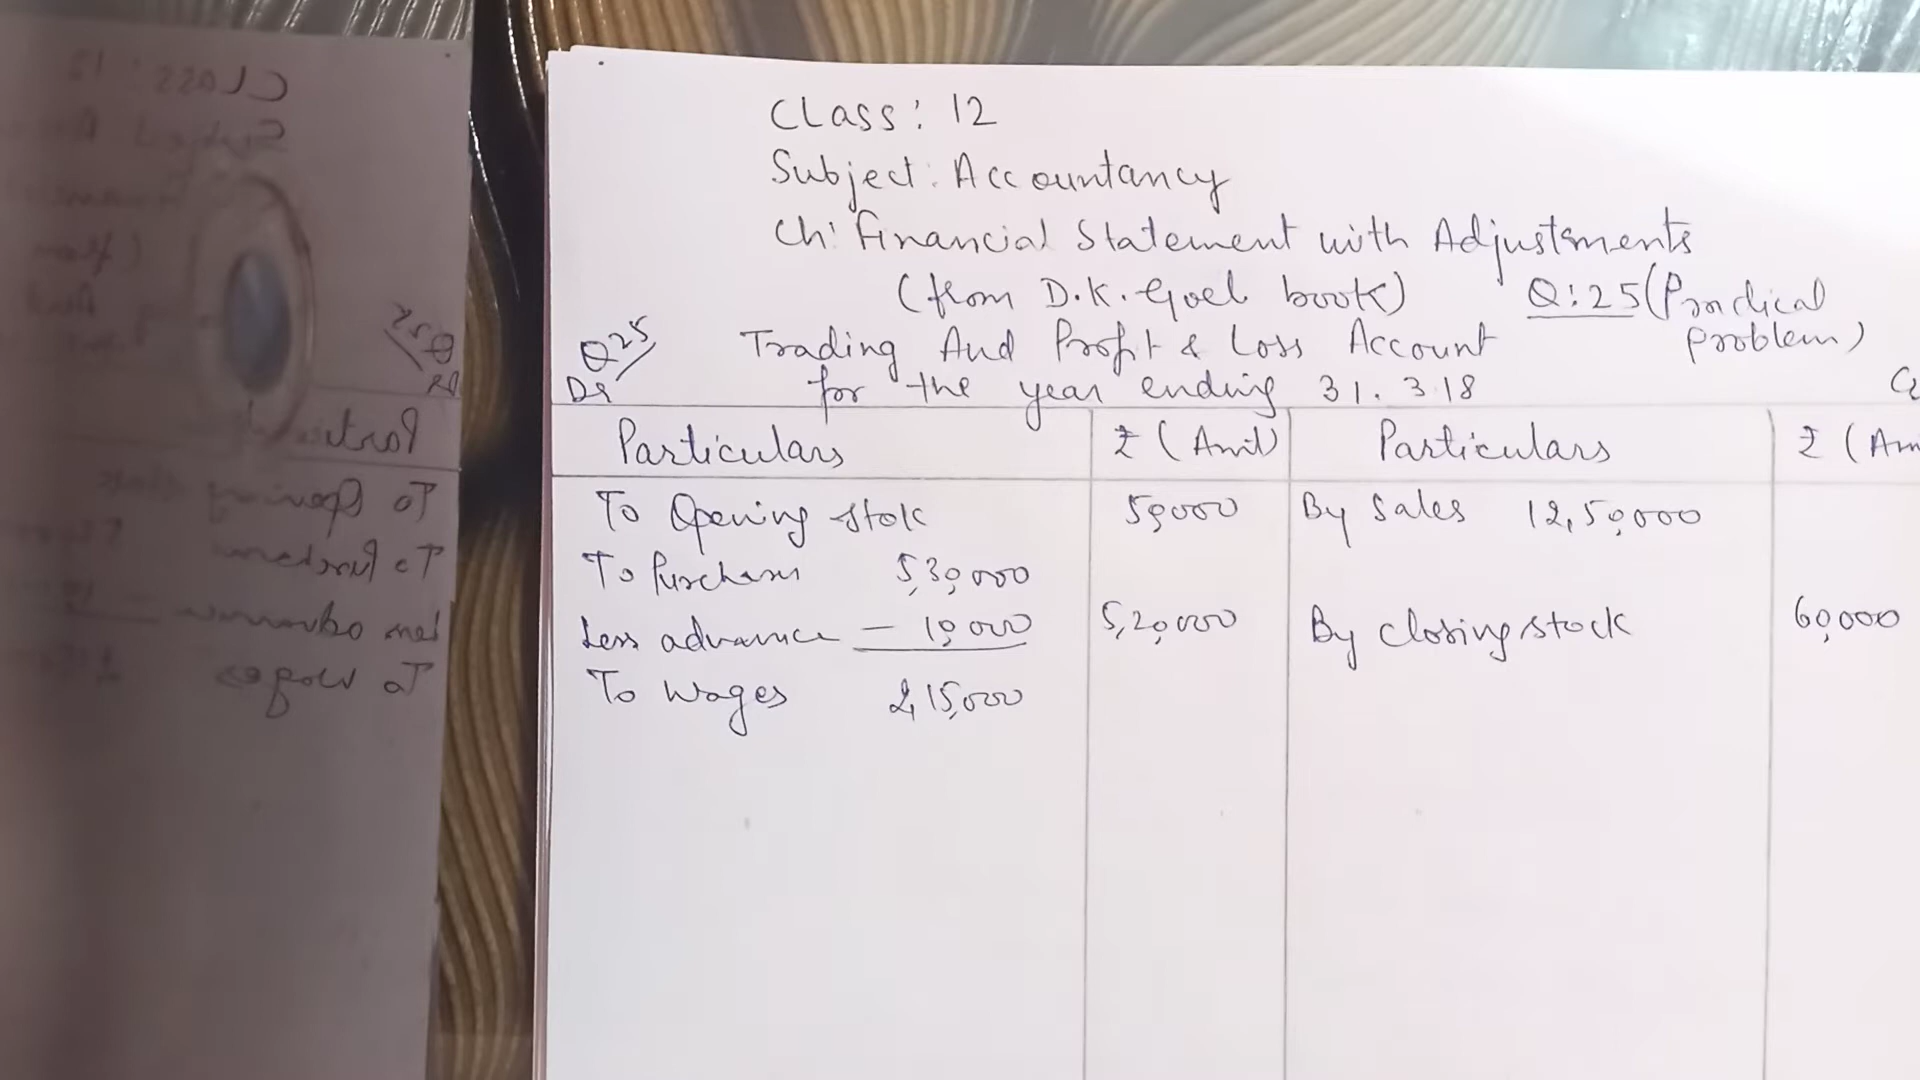 Class: 12
Subject: Accountancy
Ch: Financial Statement with Adjustments
(from D.K. Goel book) Q:25 (Practical problem)
Q25 Trading And Profit & Loss Account
Dr for the year ending 31.3.18
Particulars ₹ (Amt) Particulars ₹ (Am
To Opening stok 50,000 By Sales 12,50,000
To Purchases 5,30,000
Less advance – 10,000 5,20,000 By closing stock 60,000
To Wages 2,15,000